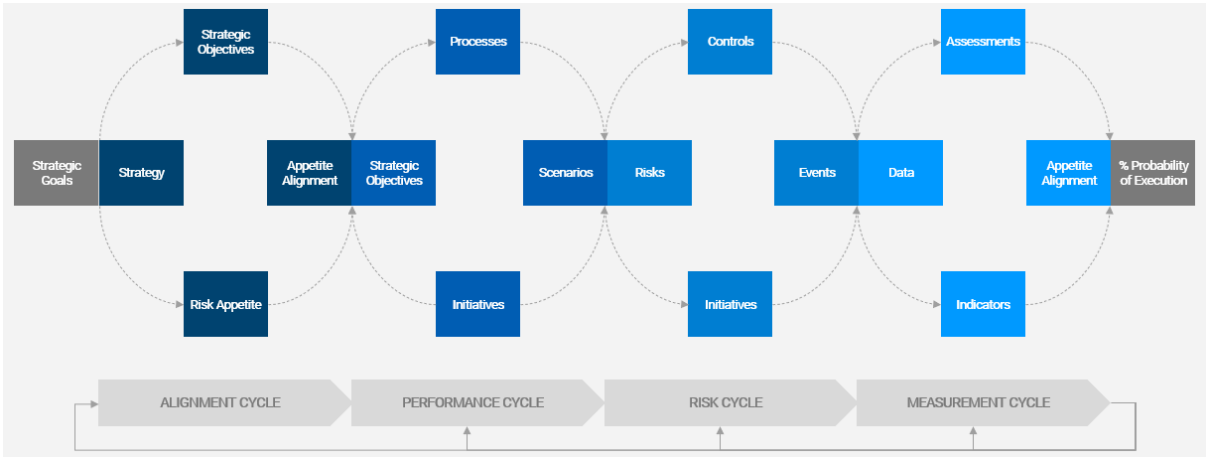 Strategic
Objectives
Processes
Controls
Assessments
Strategic
Goals
Strategy
Appetite
Alignment
Strategic
Objectives
Scenarios
Risks
Events
Data
Appetite
Alignment
% Probability
of Execution
Risk Appetite
Initiatives
Initiatives
Indicators
ALIGNMENT CYCLE
PERFORMANCE CYCLE
RISK CYCLE
MEASUREMENT CYCLE